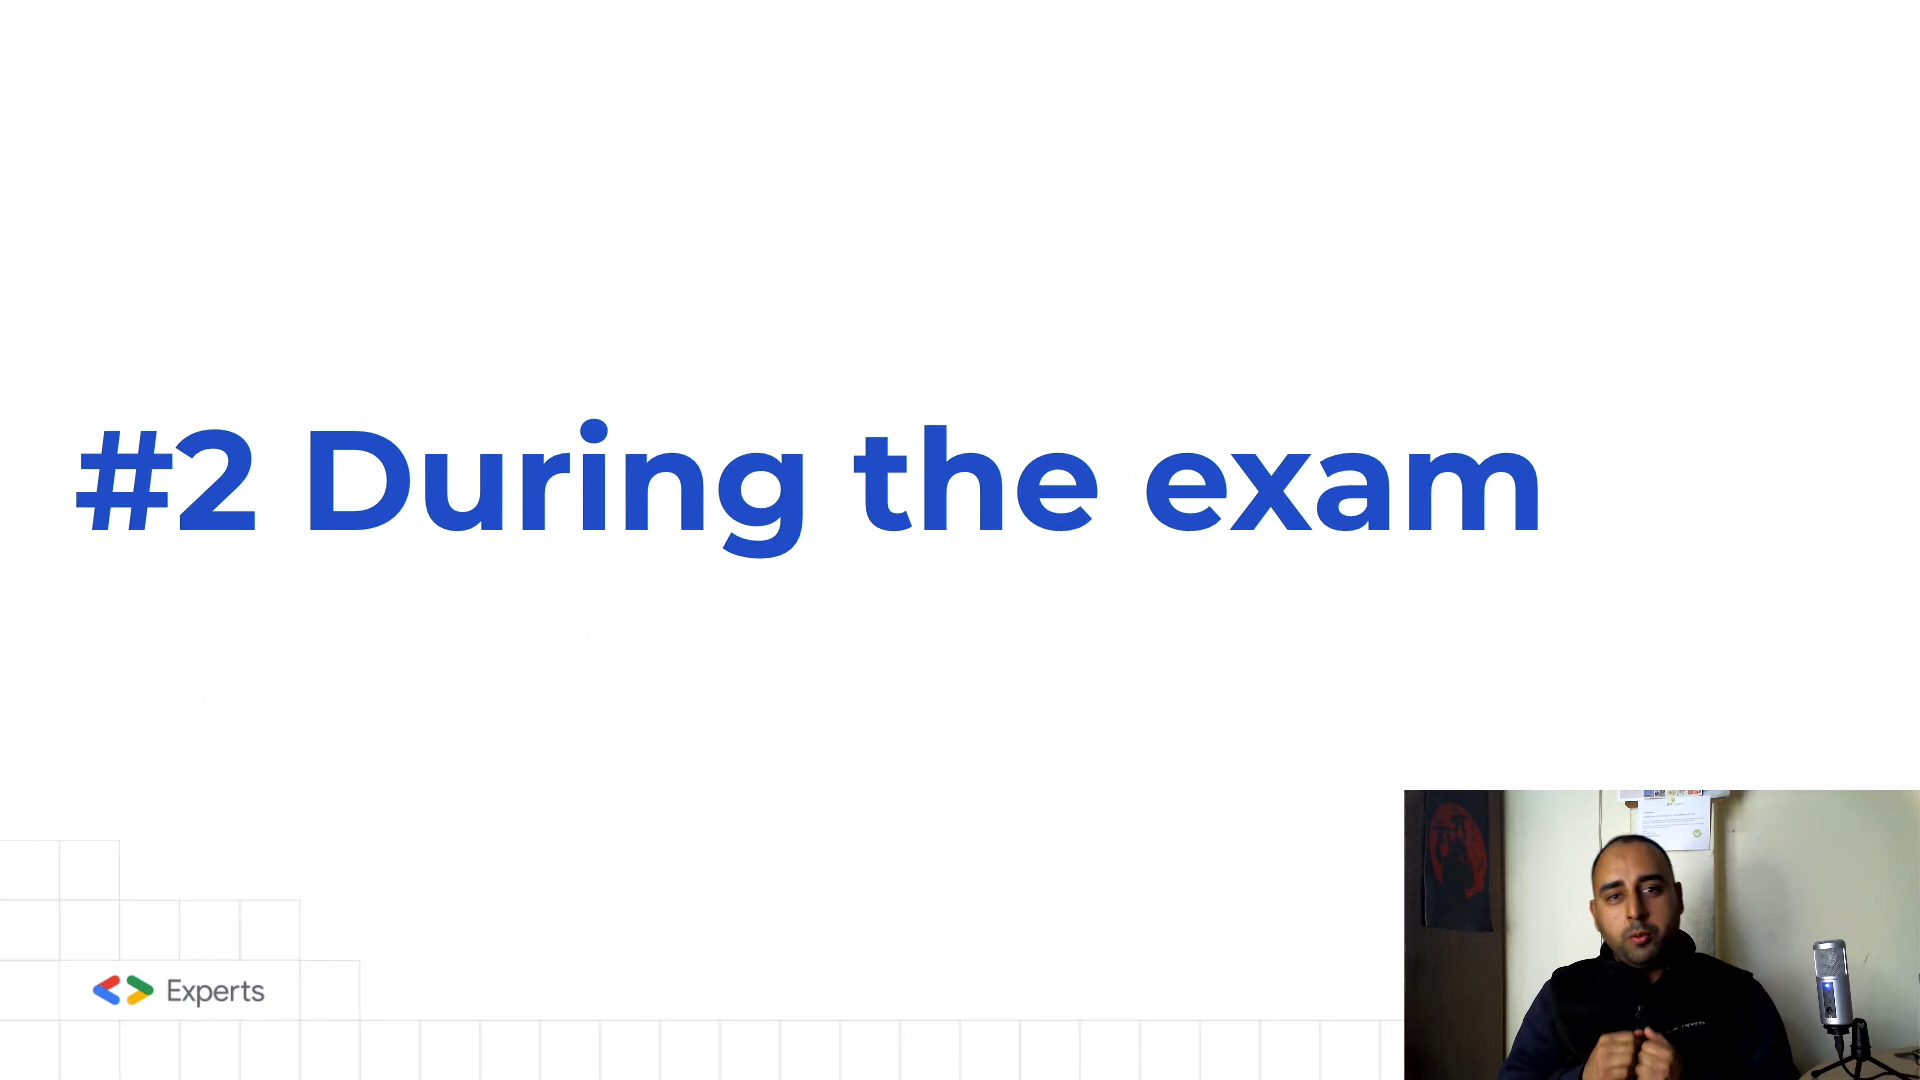 #2 During the exam
Experts